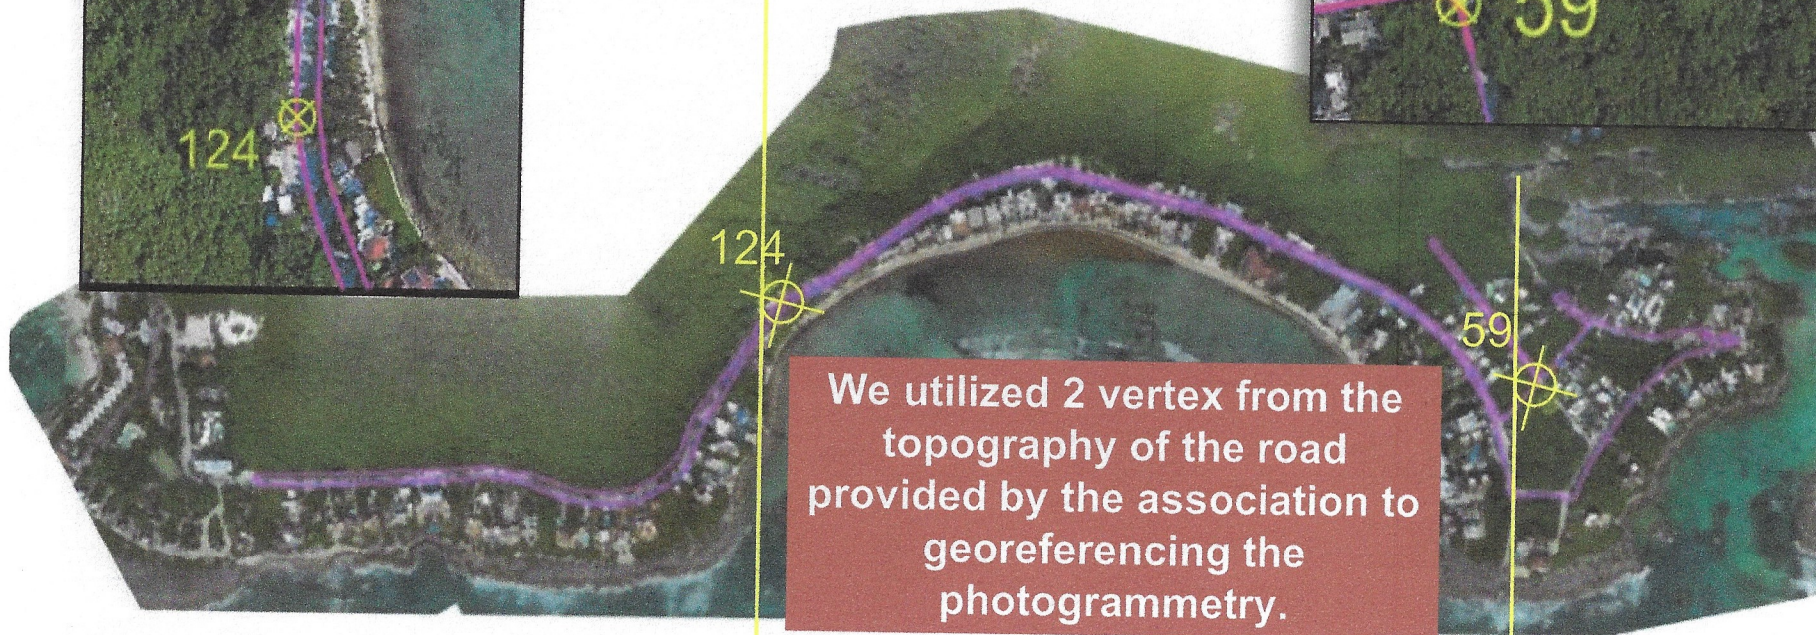 59
124
124
59
We utilized 2 vertex from the
topography of the road
provided by the association to
georeferencing the
photogrammetry.